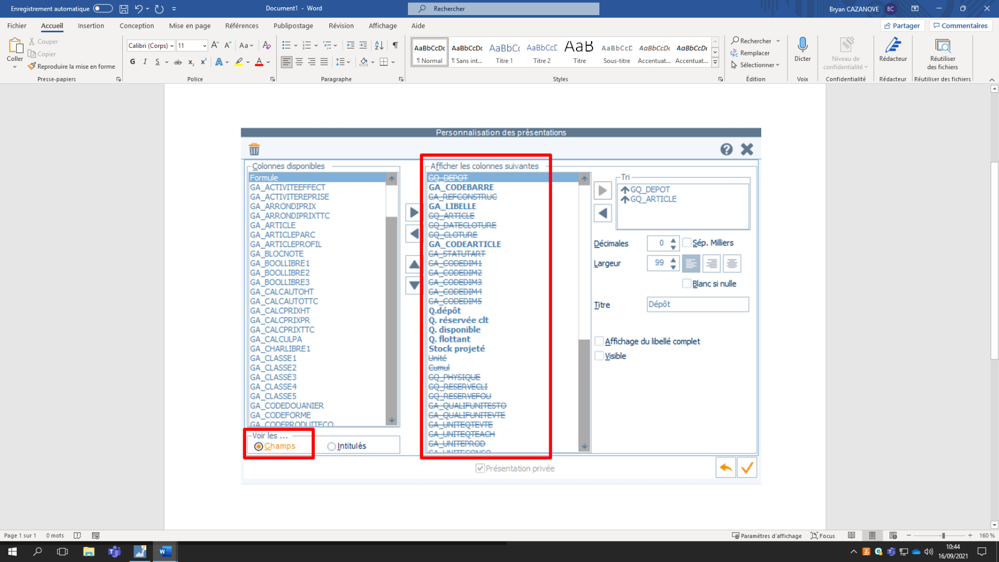 Enregistrement automatique
Document1 - Word
Rechercher
Bryan CAZANOVE
BC
Fichier Accueil Insertion Conception Mise en page Références Publipostage Révision Affichage Aide
Partager
Commentaires
Coller
Couper
Copier
Reproduire la mise en forme
Presse-papiers
Calibri (Corps) 11
Aa
G I S ab x₂ x² A A
Police
Paragraphe
AaBbCcDc
¶ Normal
AaBbCcDc
¶ Sans int...
AaBbCc
Titre 1
AaBbCcD
Titre 2
AaB
Titre
AaBbCcD
Sous-titre
AaBbCcDc
Accentuat...
AaBbCcDc
Accentuat...
Styles
Rechercher
Remplacer
Sélectionner
Édition
Dicter
Voix
Niveau de
confidentialité
Confidentialité
Rédacteur
Rédacteur
Réutiliser
des fichiers
Réutiliser des fichiers
Personnalisation des présentations
Colonnes disponibles
Formule
GA_ACTIVITEEFFECT
GA_ACTIVITEREPRISE
GA_ARRONDIPRIX
GA_ARRONDIPRIXTTC
GA_ARTICLE
GA_ARTICLEPARC
GA_ARTICLEPROFIL
GA_BLOCNOTE
GA_BOOLLIBRE1
GA_BOOLLIBRE2
GA_BOOLLIBRE3
GA_CALCAUTOHT
GA_CALCAUTOTTC
GA_CALCPRIXHT
GA_CALCPRIXPR
GA_CALCPRIXTTC
GA_CALCULPA
GA_CHARLIBRE1
GA_CLASSE1
GA_CLASSE2
GA_CLASSE3
GA_CLASSE4
GA_CLASSE5
GA_CODEDOUANIER
GA_CODEFORME
GA_CODEPRODUITECO
Voir les ...
Champs
Intitulés
Afficher les colonnes suivantes
GQ_DEPOT
GA_CODEBARRE
GA_REFCONSTRUC
GA_LIBELLE
GQ_ARTICLE
GQ_DATECLOTURE
GQ_CLOTURE
GA_CODEARTICLE
GA_STATUTART
GA_CODEDIM1
GA_CODEDIM2
GA_CODEDIM3
GA_CODEDIM4
GA_CODEDIM5
Q.dépôt
Q. réservée clt
Q. disponible
Q. flottant
Stock projeté
Unité
Cumul
GQ_PHYSIQUE
GQ_RESERVECLI
GQ_RESERVEFOU
GA_QUALIFUNITESTO
GA_QUALIFUNITEVTE
GA_UNITEQTEVTE
GA_UNITEQTEACH
GA_UNITEPROD
GA_UNITECONSO
Tri
GQ_DEPOT
GQ_ARTICLE
Décimales 0 Sép. Milliers
Largeur 99
Blanc si nulle
Titre Dépôt
Affichage du libellé complet
Visible
Présentation privée
Page 1 sur 1 0 mots
Paramètres d'affichage
Focus
160 %
10:44
16/09/2021